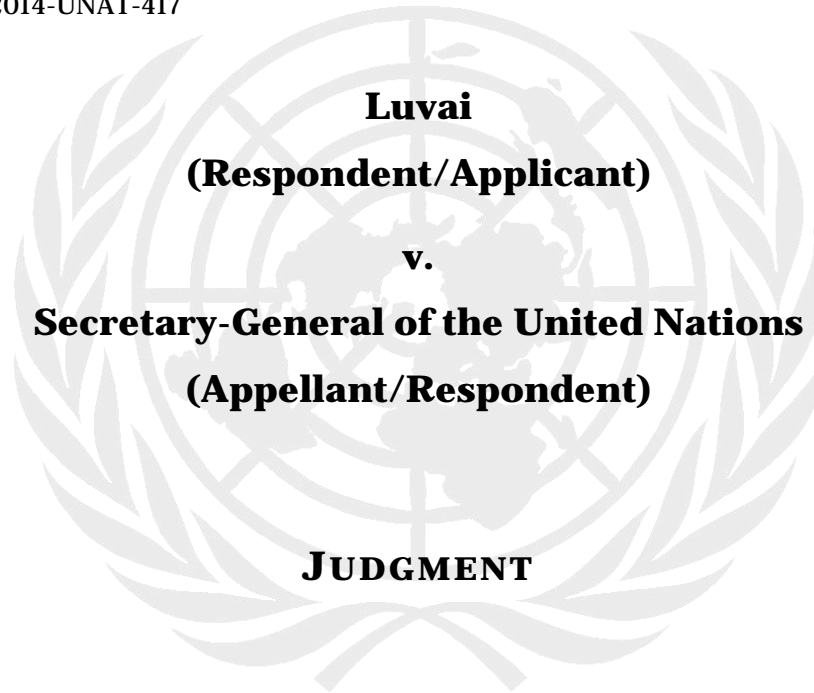 2014-UNAT-417
Luvai
(Respondent/Applicant)
v.
Secretary-General of the United Nations
(Appellant/Respondent)
JUDGMENT